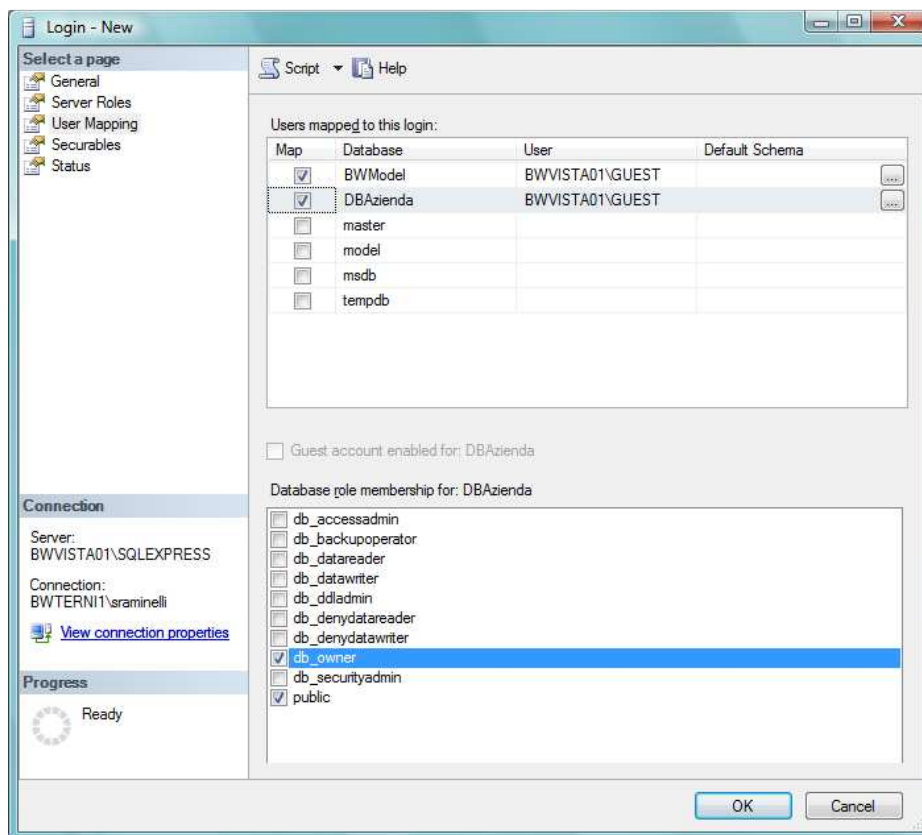 Login - New
Select a page
General
Server Roles
User Mapping
Securables
Status
Script Help
Users mapped to this login:
Map Database User Default Schema
BWModel BWVISTA01\GUEST ...
DBAzienda BWVISTA01\GUEST ...
master
model
msdb
tempdb
Guest account enabled for: DBAzienda
Database role membership for: DBAzienda
db_accessadmin
db_backupoperator
db_datareader
db_datawriter
db_ddladmin
db_denydatareader
db_denydatawriter
db_owner
db_securityadmin
public
Connection
Server:
BWVISTA01\SQLEXPRESS
Connection:
BWTERNI1\sraminelli
View connection properties
Progress
Ready
OK Cancel